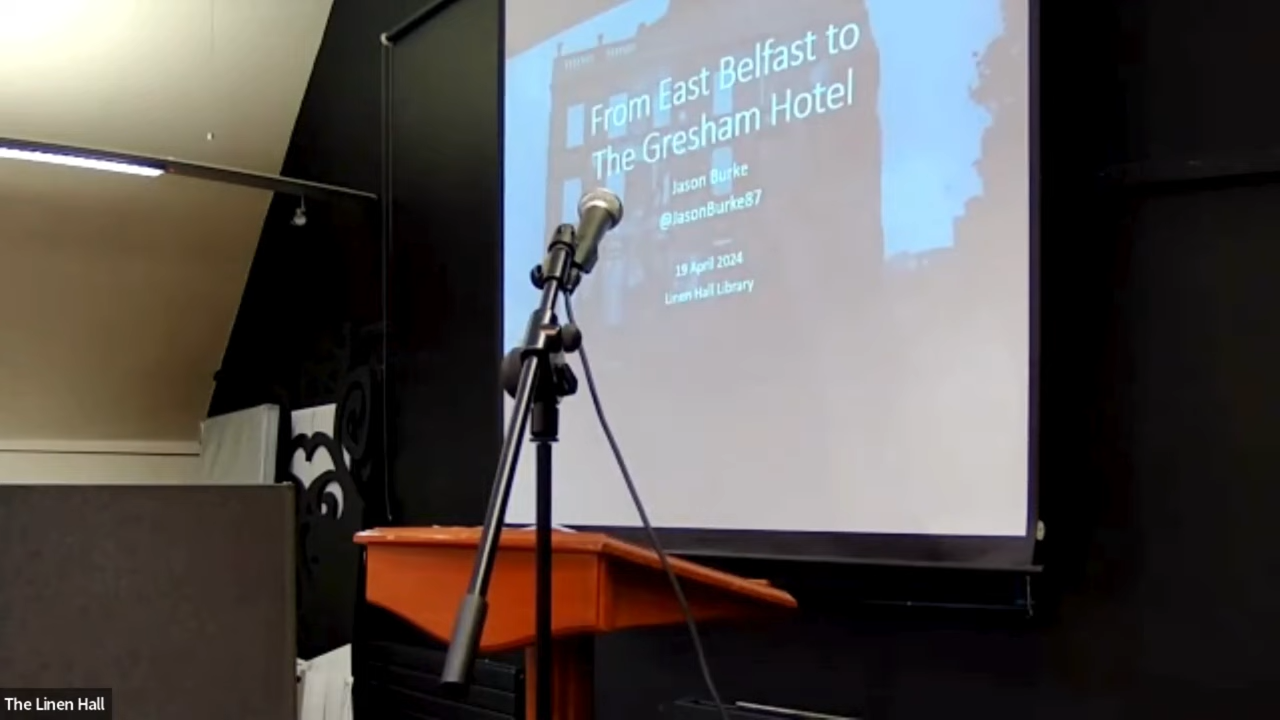 From East Belfast to
The Gresham Hotel
Jason Burke
@JasonBurke87
19 April 2024
Linen Hall Library
The Linen Hall